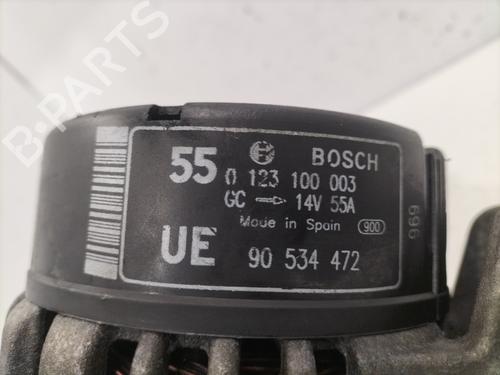 55 BOSCH
0 123 100 003
GC → 14V 55A
Made in Spain 900
UE 90 534 472
969
B-PARTS